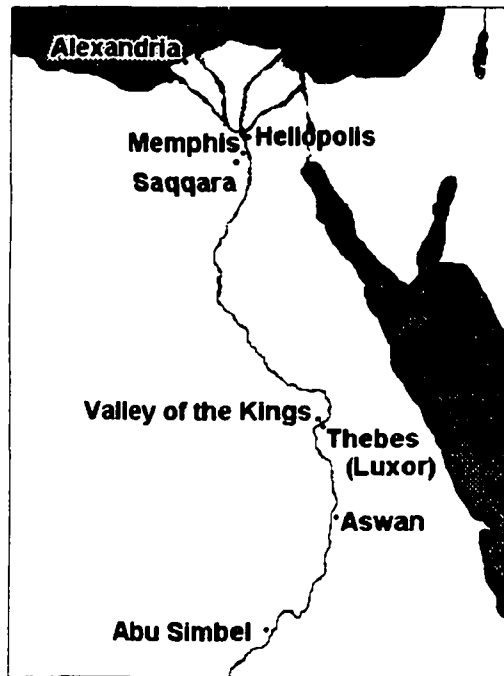 Alexandria
Heliopolis
Memphis
Saqqara
Valley of the Kings
Thebes
(Luxor)
Aswan
Abu Simbel